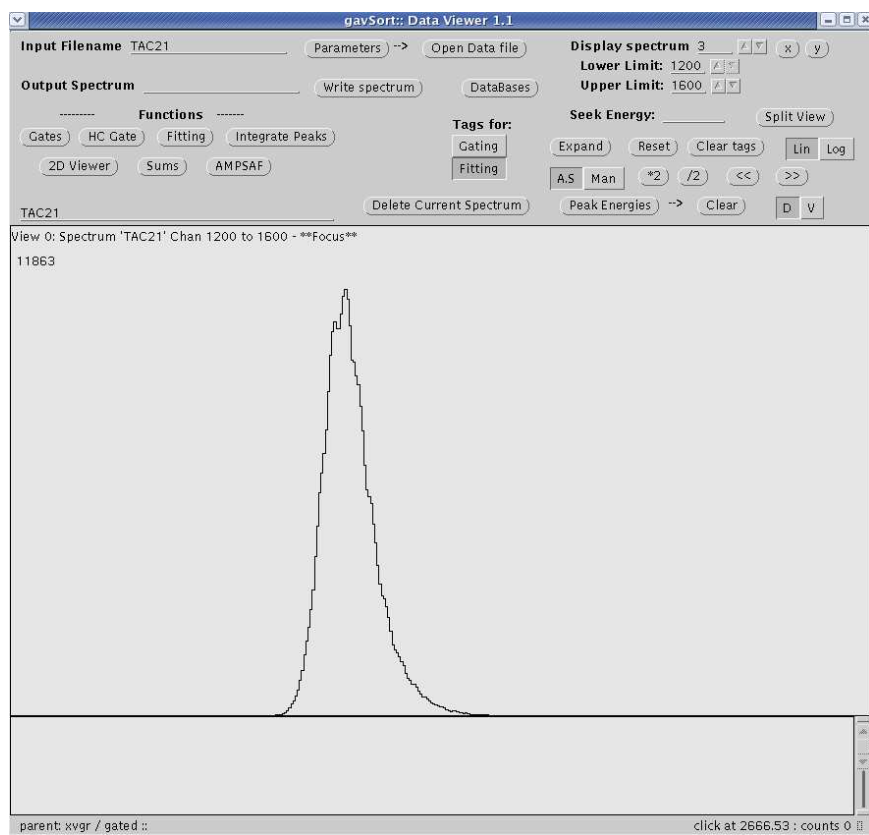 gavSort:: Data Viewer 1.1
Input Filename TAC21 Parameters --> Open Data file Display spectrum 3 x y
Lower Limit: 1200
Output Spectrum Write spectrum DataBases Upper Limit: 1600
--------- Functions ------- Tags for: Seek Energy: Split View
Gates HC Gate Fitting Integrate Peaks Gating Expand Reset Clear tags Lin Log
2D Viewer Sums AMPSAF Fitting A.S Man *2 /2 << >>
TAC21 Delete Current Spectrum Peak Energies --> Clear D V
View 0: Spectrum 'TAC21' Chan 1200 to 1600 - **Focus**
11863
parent: xvgr / gated :: click at 2666.53 : counts 0